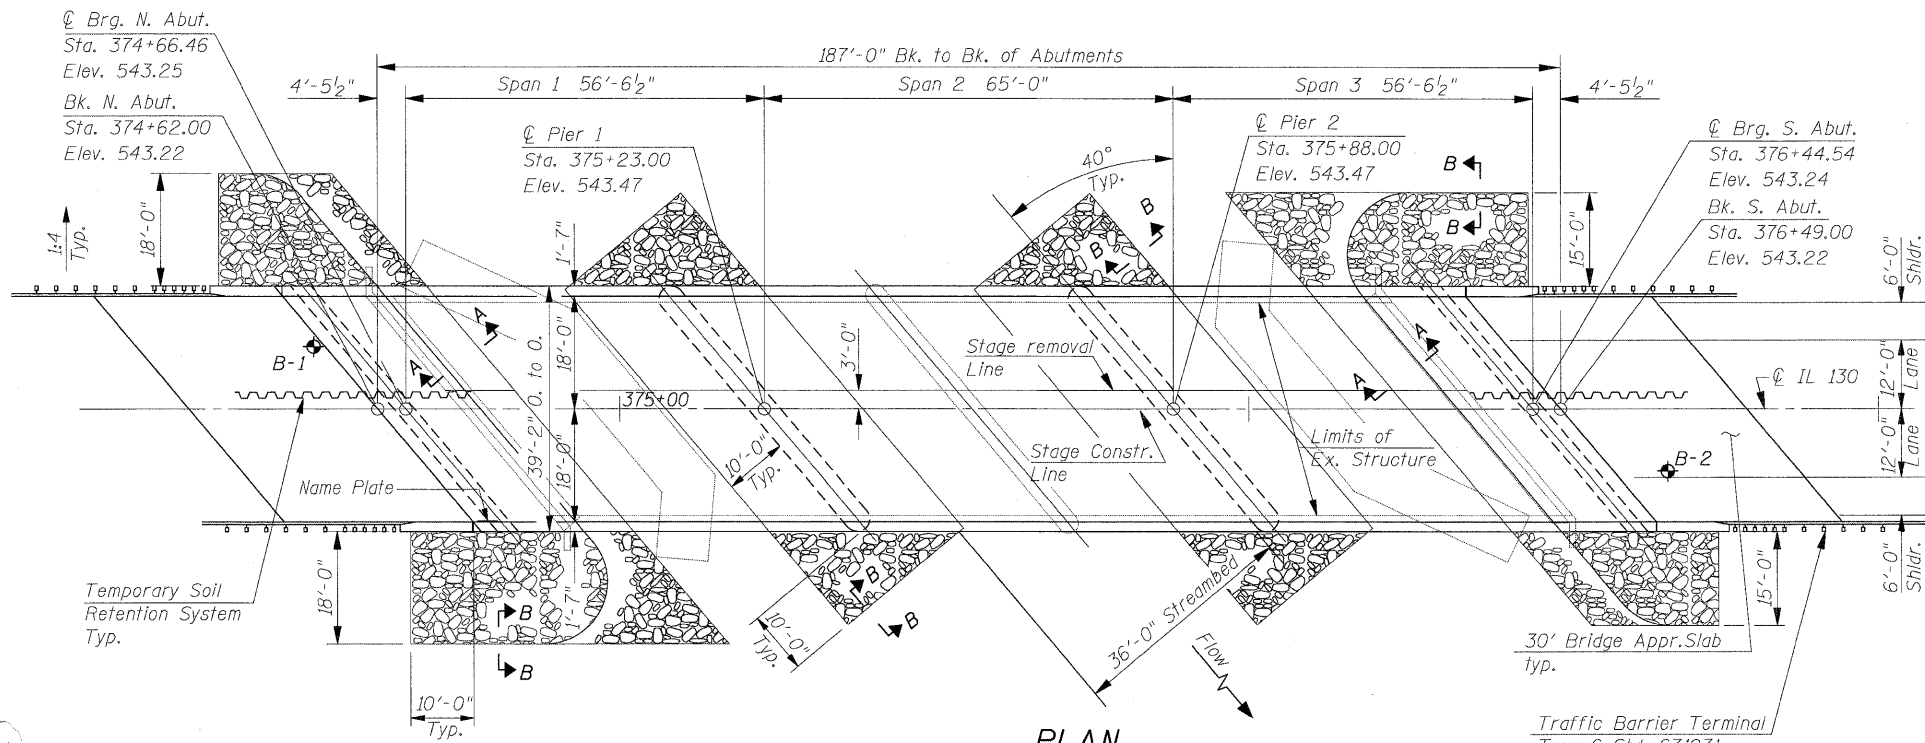 ℄ Brg. N. Abut.
Sta. 374+66.46
Elev. 543.25
Bk. N. Abut.
Sta. 374+62.00
Elev. 543.22
187'-0" Bk. to Bk. of Abutments
4'-5½"
Span 1 56'-6½"
Span 2 65'-0"
Span 3 56'-6½"
4'-5½"
℄ Pier 1
Sta. 375+23.00
Elev. 543.47
40°
Typ.
℄ Pier 2
Sta. 375+88.00
Elev. 543.47
℄ Brg. S. Abut.
Sta. 376+44.54
Elev. 543.24
Bk. S. Abut.
Sta. 376+49.00
Elev. 543.22
1:4
Typ.
18'-0"
1'-7"
B
B
B
B
15'-0"
6'-0"
Shldr.
B-1
A
A
39'-2" O. to O.
18'-0"
18'-0"
375+00
3'-0"
Stage removal
Line
A
A
12'-0"
Lane
℄ IL 130
12'-0"
Lane
Stage Constr.
Line
Limits of
Ex. Structure
B-2
10'-0"
Typ.
Name Plate
6'-0"
Shldr.
Temporary Soil
Retention System
Typ.
18'-0"
1'-7"
B
B
B
B
10'-0"
Typ.
10'-0"
Typ.
36'-0" Streambed
Flow
15'-0"
30' Bridge Appr.Slab
typ.
Traffic Barrier Terminal
PLAN